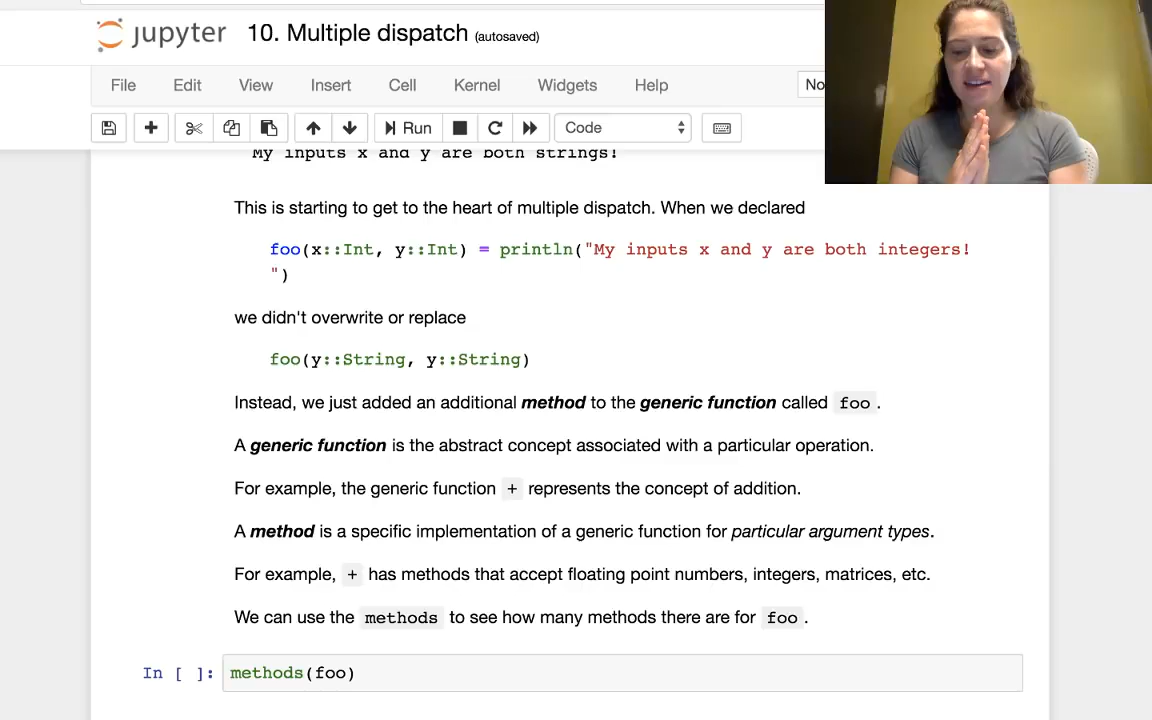 jupyter 10. Multiple dispatch (autosaved)
File Edit View Insert Cell Kernel Widgets Help No
Run Code
My inputs x and y are both strings!
This is starting to get to the heart of multiple dispatch. When we declared
foo(x::Int, y::Int) = println("My inputs x and y are both integers!
")
we didn't overwrite or replace
foo(y::String, y::String)
Instead, we just added an additional method to the generic function called foo .
A generic function is the abstract concept associated with a particular operation.
For example, the generic function + represents the concept of addition.
A method is a specific implementation of a generic function for particular argument types.
For example, + has methods that accept floating point numbers, integers, matrices, etc.
We can use the methods to see how many methods there are for foo .
In [ ]: methods(foo)